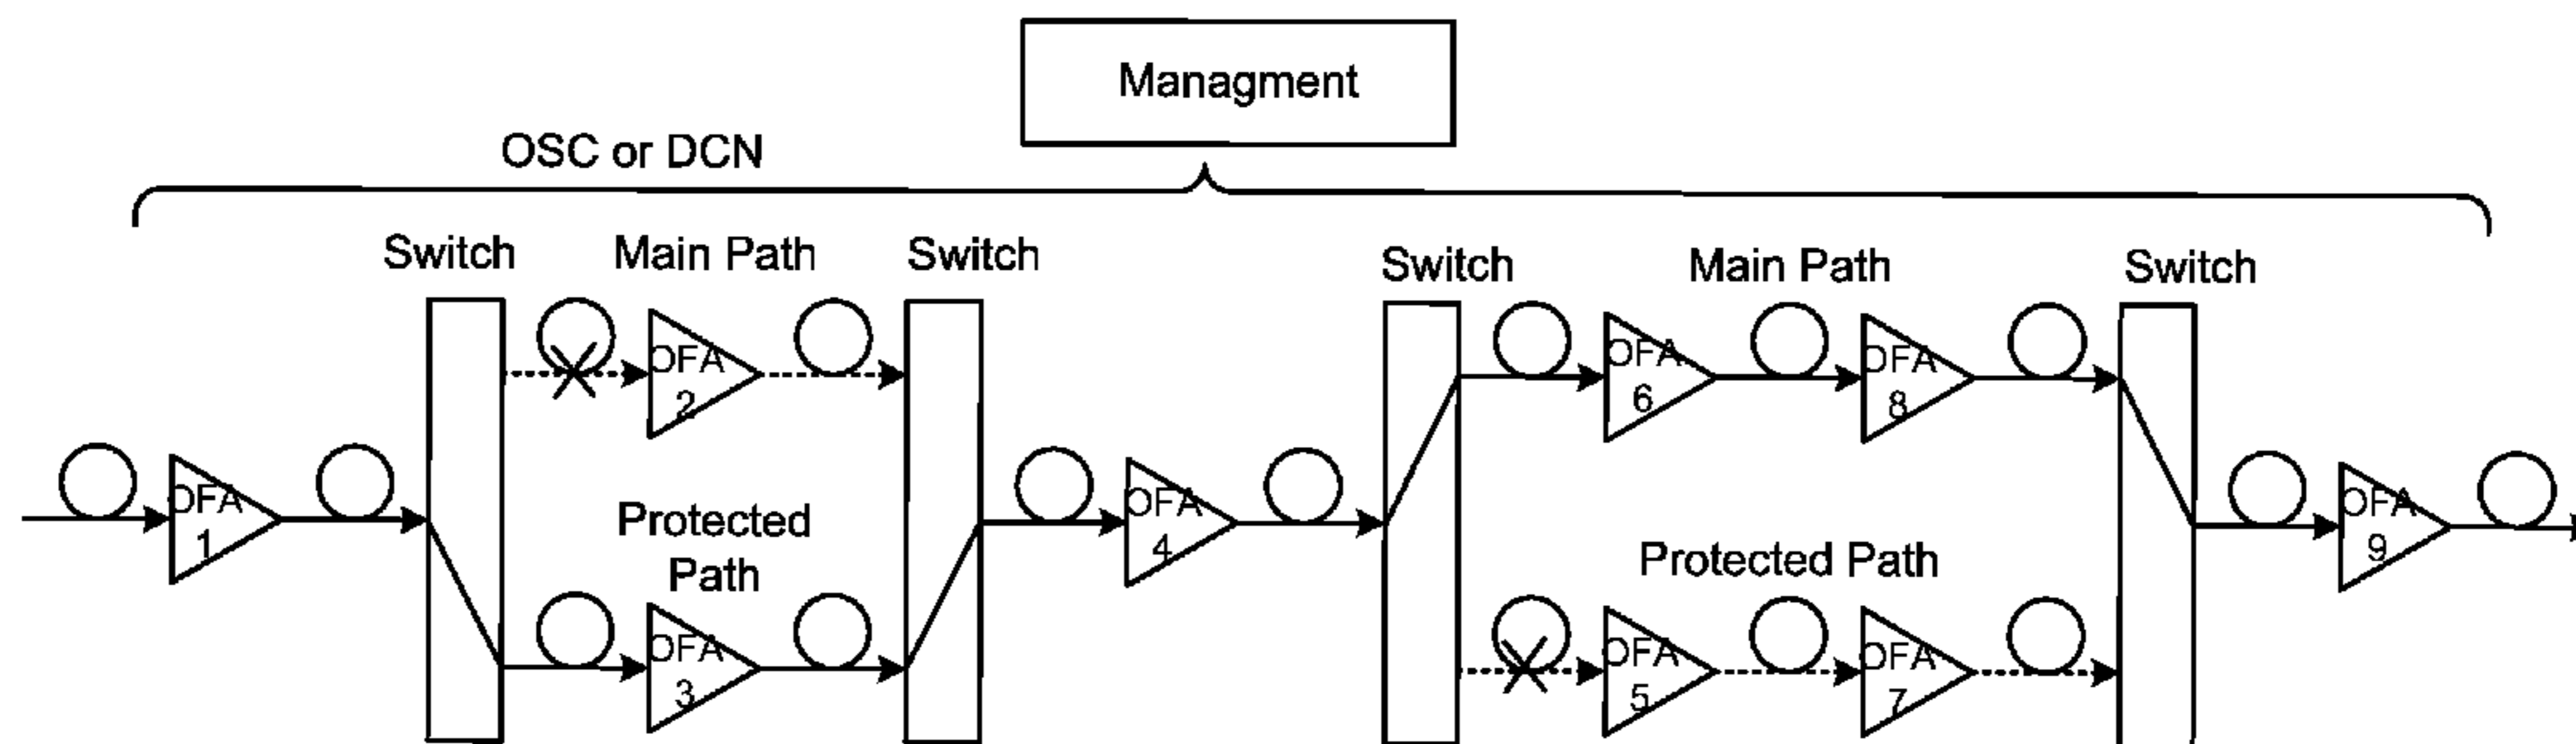 Managment
OSC or DCN
Switch
Main Path
Switch
Switch
Main Path
Switch
OFA
2
OFA
6
OFA
8
OFA
1
Protected
Path
OFA
4
Protected Path
OFA
9
OFA
3
OFA
5
OFA
7